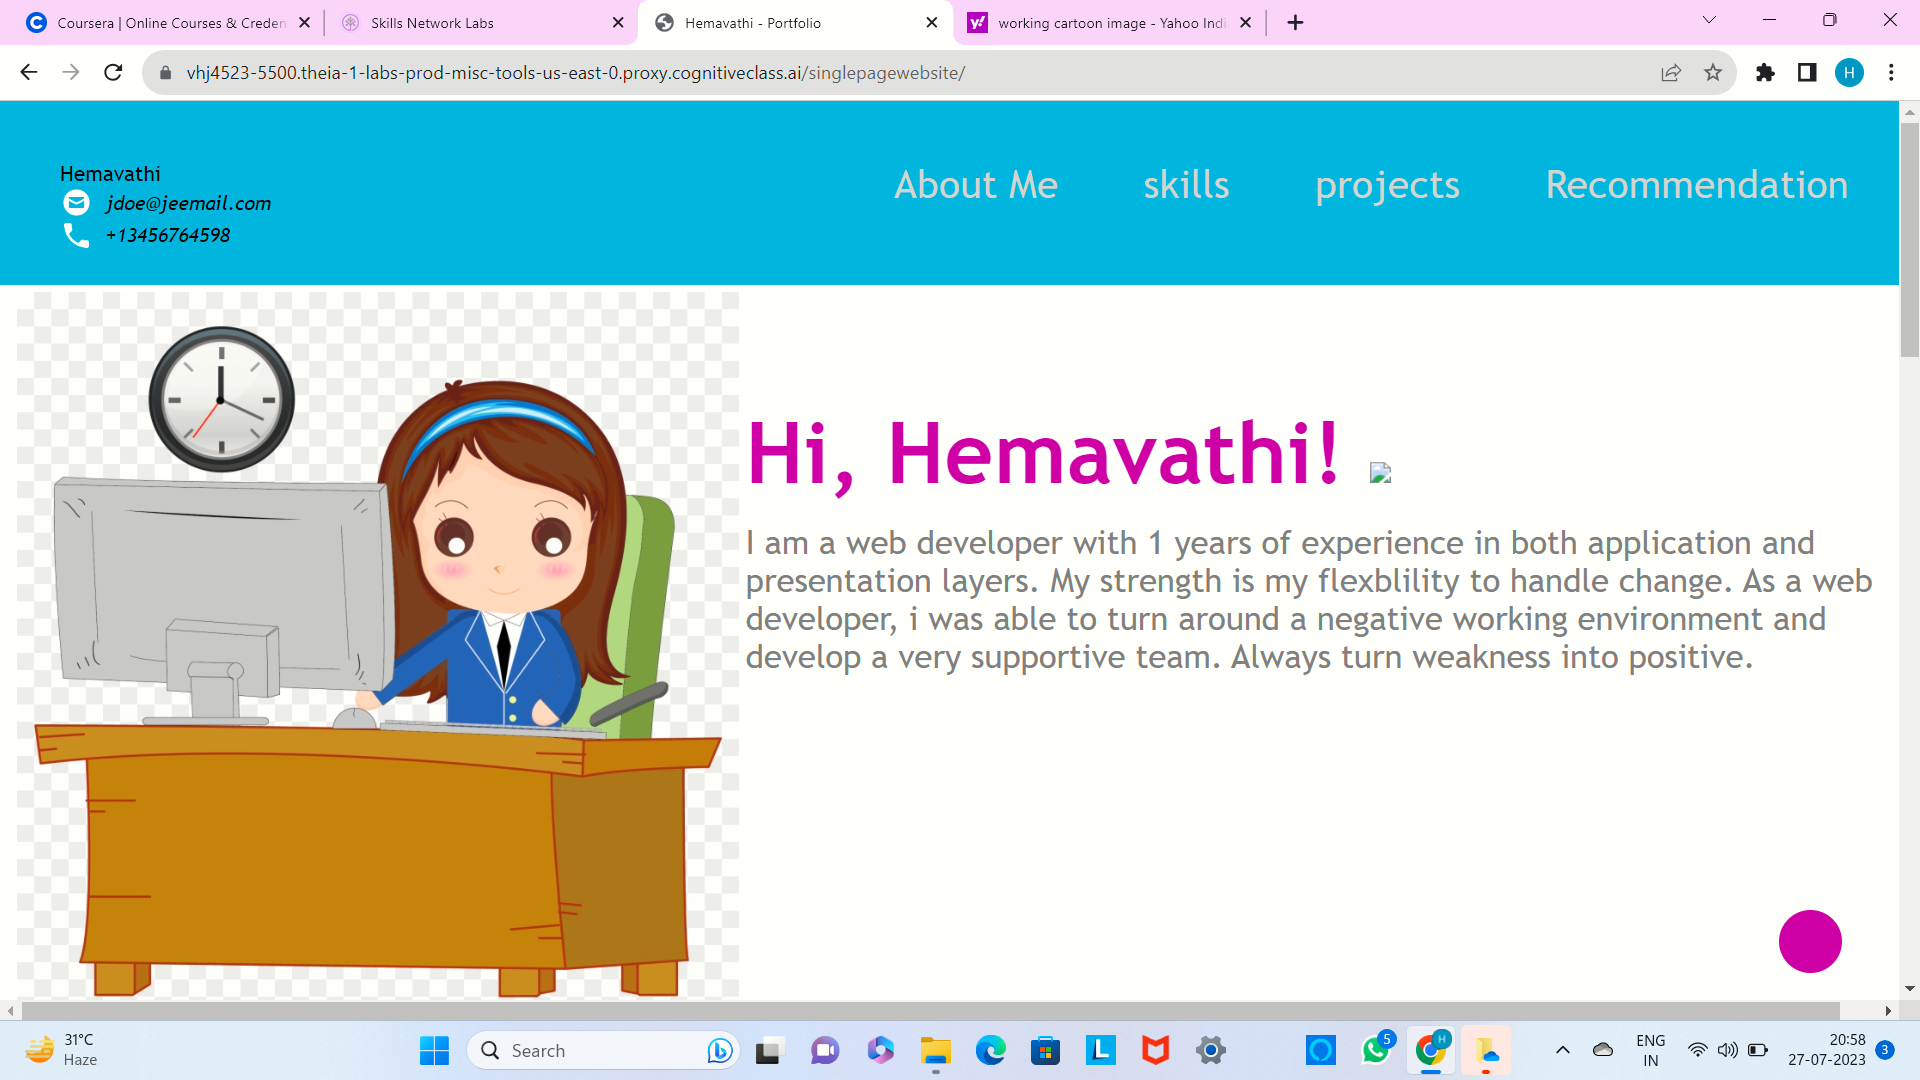 Coursera | Online Courses & Creden
Skills Network Labs
Hemavathi - Portfolio
working cartoon image - Yahoo Indi
vhj4523-5500.theia-1-labs-prod-misc-tools-us-east-0.proxy.cognitiveclass.ai/singlepagewebsite/
H
Hemavathi
jdoe@jeemail.com
+13456764598
About Me
skills
projects
Recommendation
Hi, Hemavathi!
I am a web developer with 1 years of experience in both application and
presentation layers. My strength is my flexblility to handle change. As a web
developer, i was able to turn around a negative working environment and
develop a very supportive team. Always turn weakness into positive.
31°C
Haze
Search
L
5
H
ENG
IN
20:58
27-07-2023
3